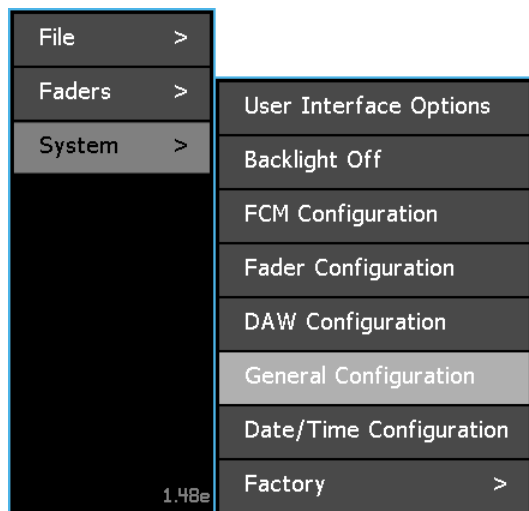 File >
Faders >
System >
1.48e
User Interface Options
Backlight Off
FCM Configuration
Fader Configuration
DAW Configuration
General Configuration
Date/Time Configuration
Factory >